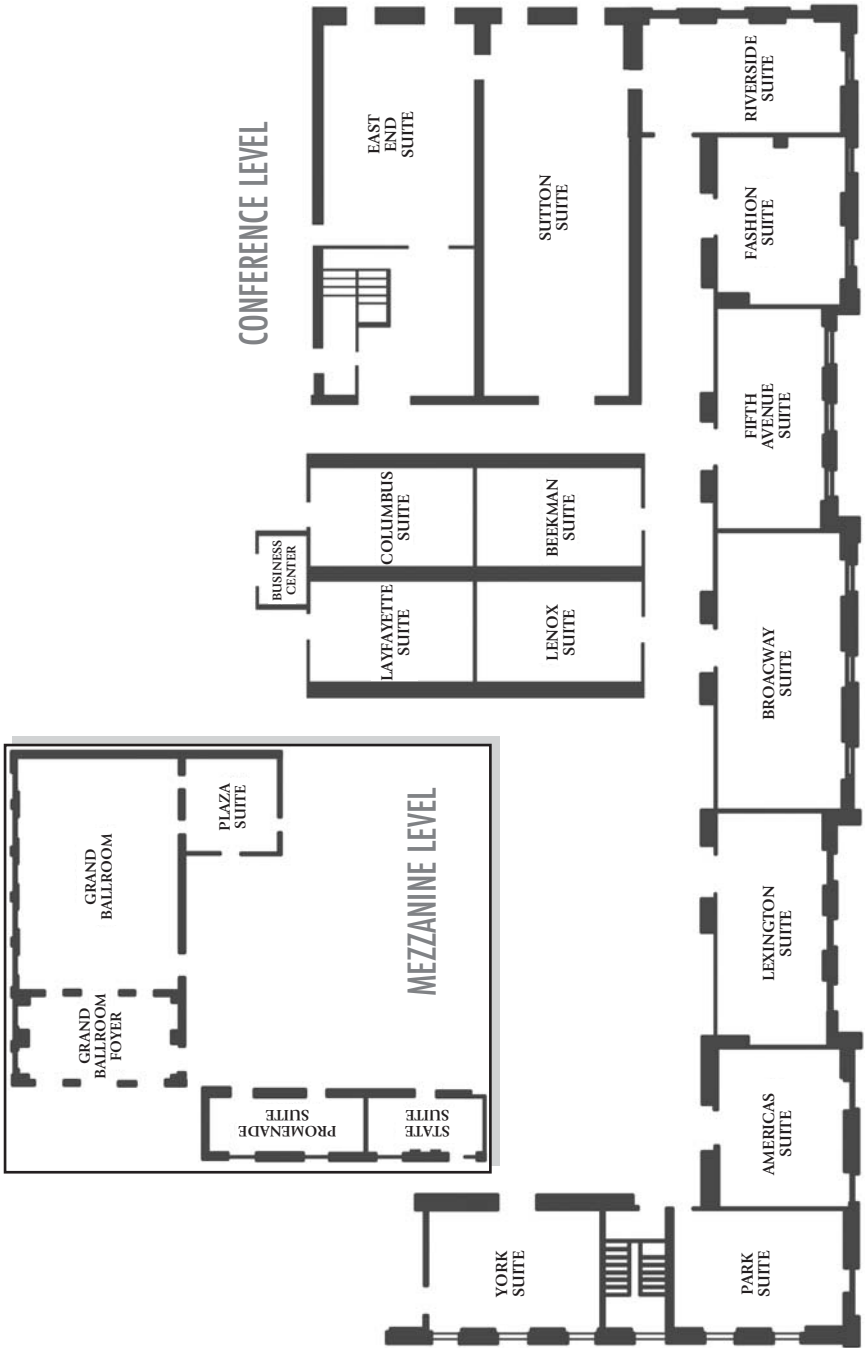 MEZZANINE LEVEL
GRAND
BALLROOM
FOYER
GRAND
BALLROOM
PLAZA
SUITE
PROMENADE
SUITE
STATE
SUITE
CONFERENCE LEVEL
BUSINESS
CENTER
LAYFAYETTE
SUITE
COLUMBUS
SUITE
EAST
END
SUITE
YORK
SUITE
LENOX
SUITE
BEEKMAN
SUITE
SUTTON
SUITE
PARK
SUITE
AMERICAS
SUITE
LEXINGTON
SUITE
BROACWAY
SUITE
FIFTH
AVENUE
SUITE
FASHION
SUITE
RIVERSIDE
SUITE